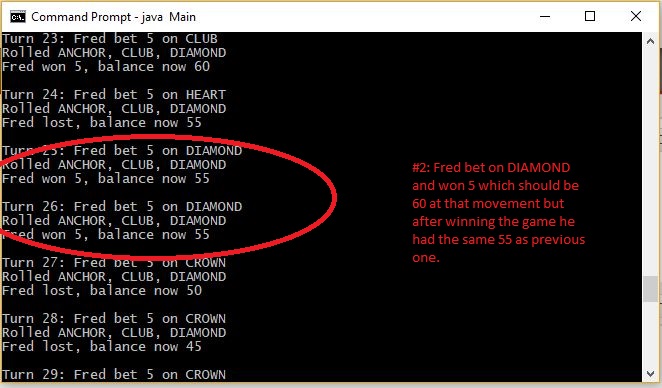 Command Prompt - java  Main
Turn 23: Fred bet 5 on CLUB
Rolled ANCHOR, CLUB, DIAMOND
Fred won 5, balance now 60
Turn 24: Fred bet 5 on HEART
Rolled ANCHOR, CLUB, DIAMOND
Fred lost, balance now 55
Turn 25: Fred bet 5 on DIAMOND
Rolled ANCHOR, CLUB, DIAMOND
Fred won 5, balance now 55
Turn 26: Fred bet 5 on DIAMOND
Rolled ANCHOR, CLUB, DIAMOND
Fred won 5, balance now 55
Turn 27: Fred bet 5 on CROWN
Rolled ANCHOR, CLUB, DIAMOND
Fred lost, balance now 50
Turn 28: Fred bet 5 on CROWN
Rolled ANCHOR, CLUB, DIAMOND
Fred lost, balance now 45
Turn 29: Fred bet 5 on CROWN
#2: Fred bet on DIAMOND
and won 5 which should be
60 at that movement but
after winning the game he
had the same 55 as previous
one.